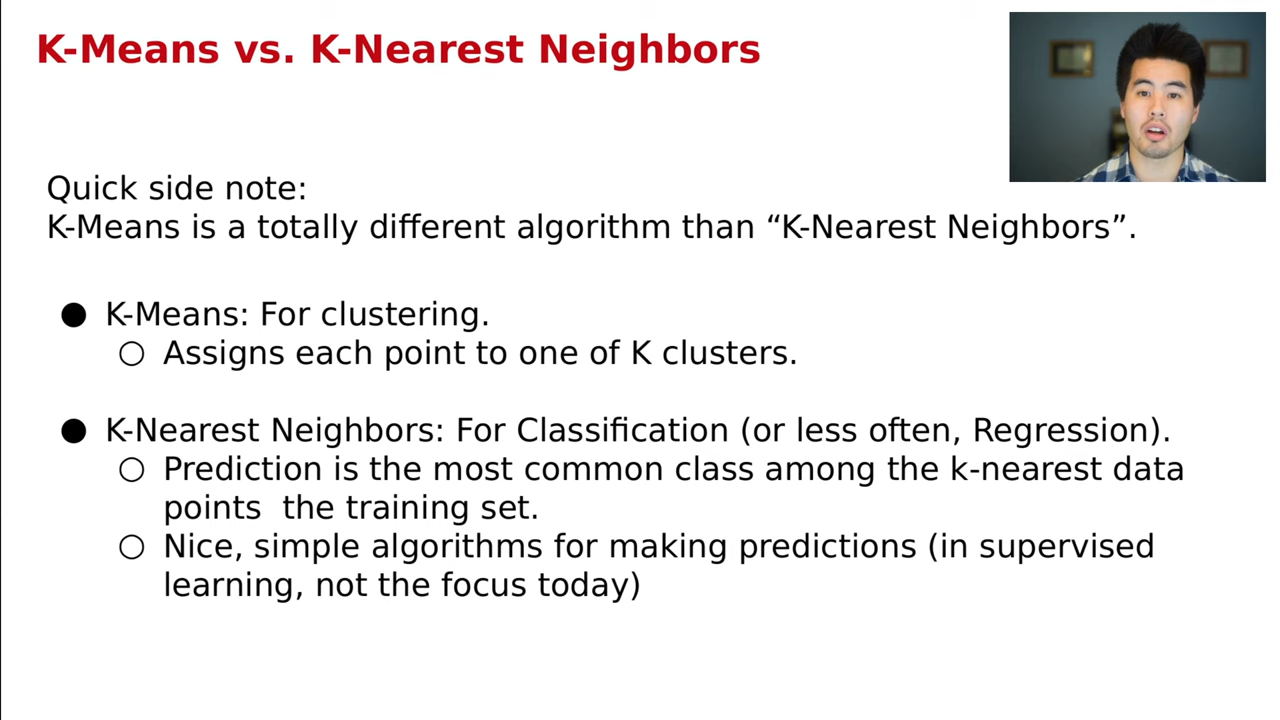 K-Means vs. K-Nearest Neighbors
Quick side note:
K-Means is a totally different algorithm than “K-Nearest Neighbors”.
● K-Means: For clustering.
○ Assigns each point to one of K clusters.
● K-Nearest Neighbors: For Classification (or less often, Regression).
○ Prediction is the most common class among the k-nearest data
points  the training set.
○ Nice, simple algorithms for making predictions (in supervised
learning, not the focus today)